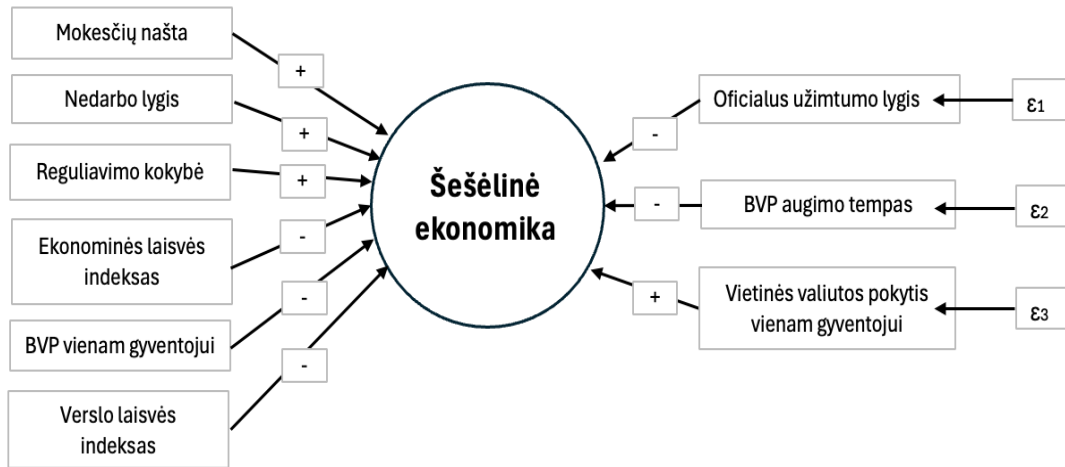 Mokesčių našta
+
Nedarbo lygis
+
Reguliavimo kokybė
+
Ekonominės laisvės
indeksas
-
BVP vienam gyventojui
-
Verslo laisvės
indeksas
-
Šešėlinė
ekonomika
Oficialus užimtumo lygis
-
ε1
BVP augimo tempas
-
ε2
Vietinės valiutos pokytis
vienam gyventojui
+
ε3